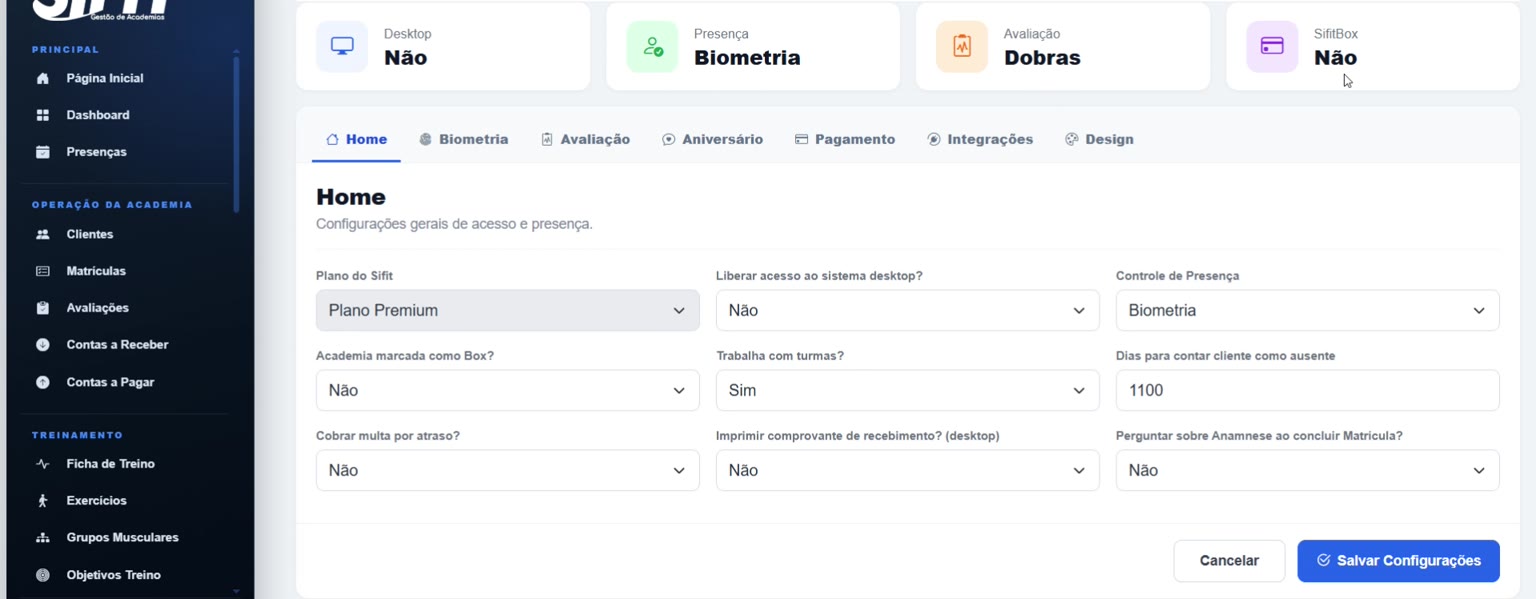 Sifit
Gestão de Academias
PRINCIPAL
Página Inicial
Dashboard
Presenças
OPERAÇÃO DA ACADEMIA
Clientes
Matriculas
Avaliações
Contas a Receber
Contas a Pagar
TREINAMENTO
Ficha de Treino
Exercicios
Grupos Musculares
Objetivos Treino
Desktop
Não
Presença
Biometria
Avaliação
Dobras
SifitBox
Não
Home Biometria Avaliação Aniversário Pagamento Integrações Design
Home
Configurações gerais de acesso e presença.
Plano do Sifit Liberar acesso ao sistema desktop? Controle de Presença
Plano Premium Não Biometria
Academia marcada como Box? Trabalha com turmas? Dias para contar cliente como ausente
Não Sim 1100
Cobrar multa por atraso? Imprimir comprovante de recebimento? (desktop) Perguntar sobre Anamnese ao concluir Matricula?
Não Não Não
Cancelar Salvar Configurações